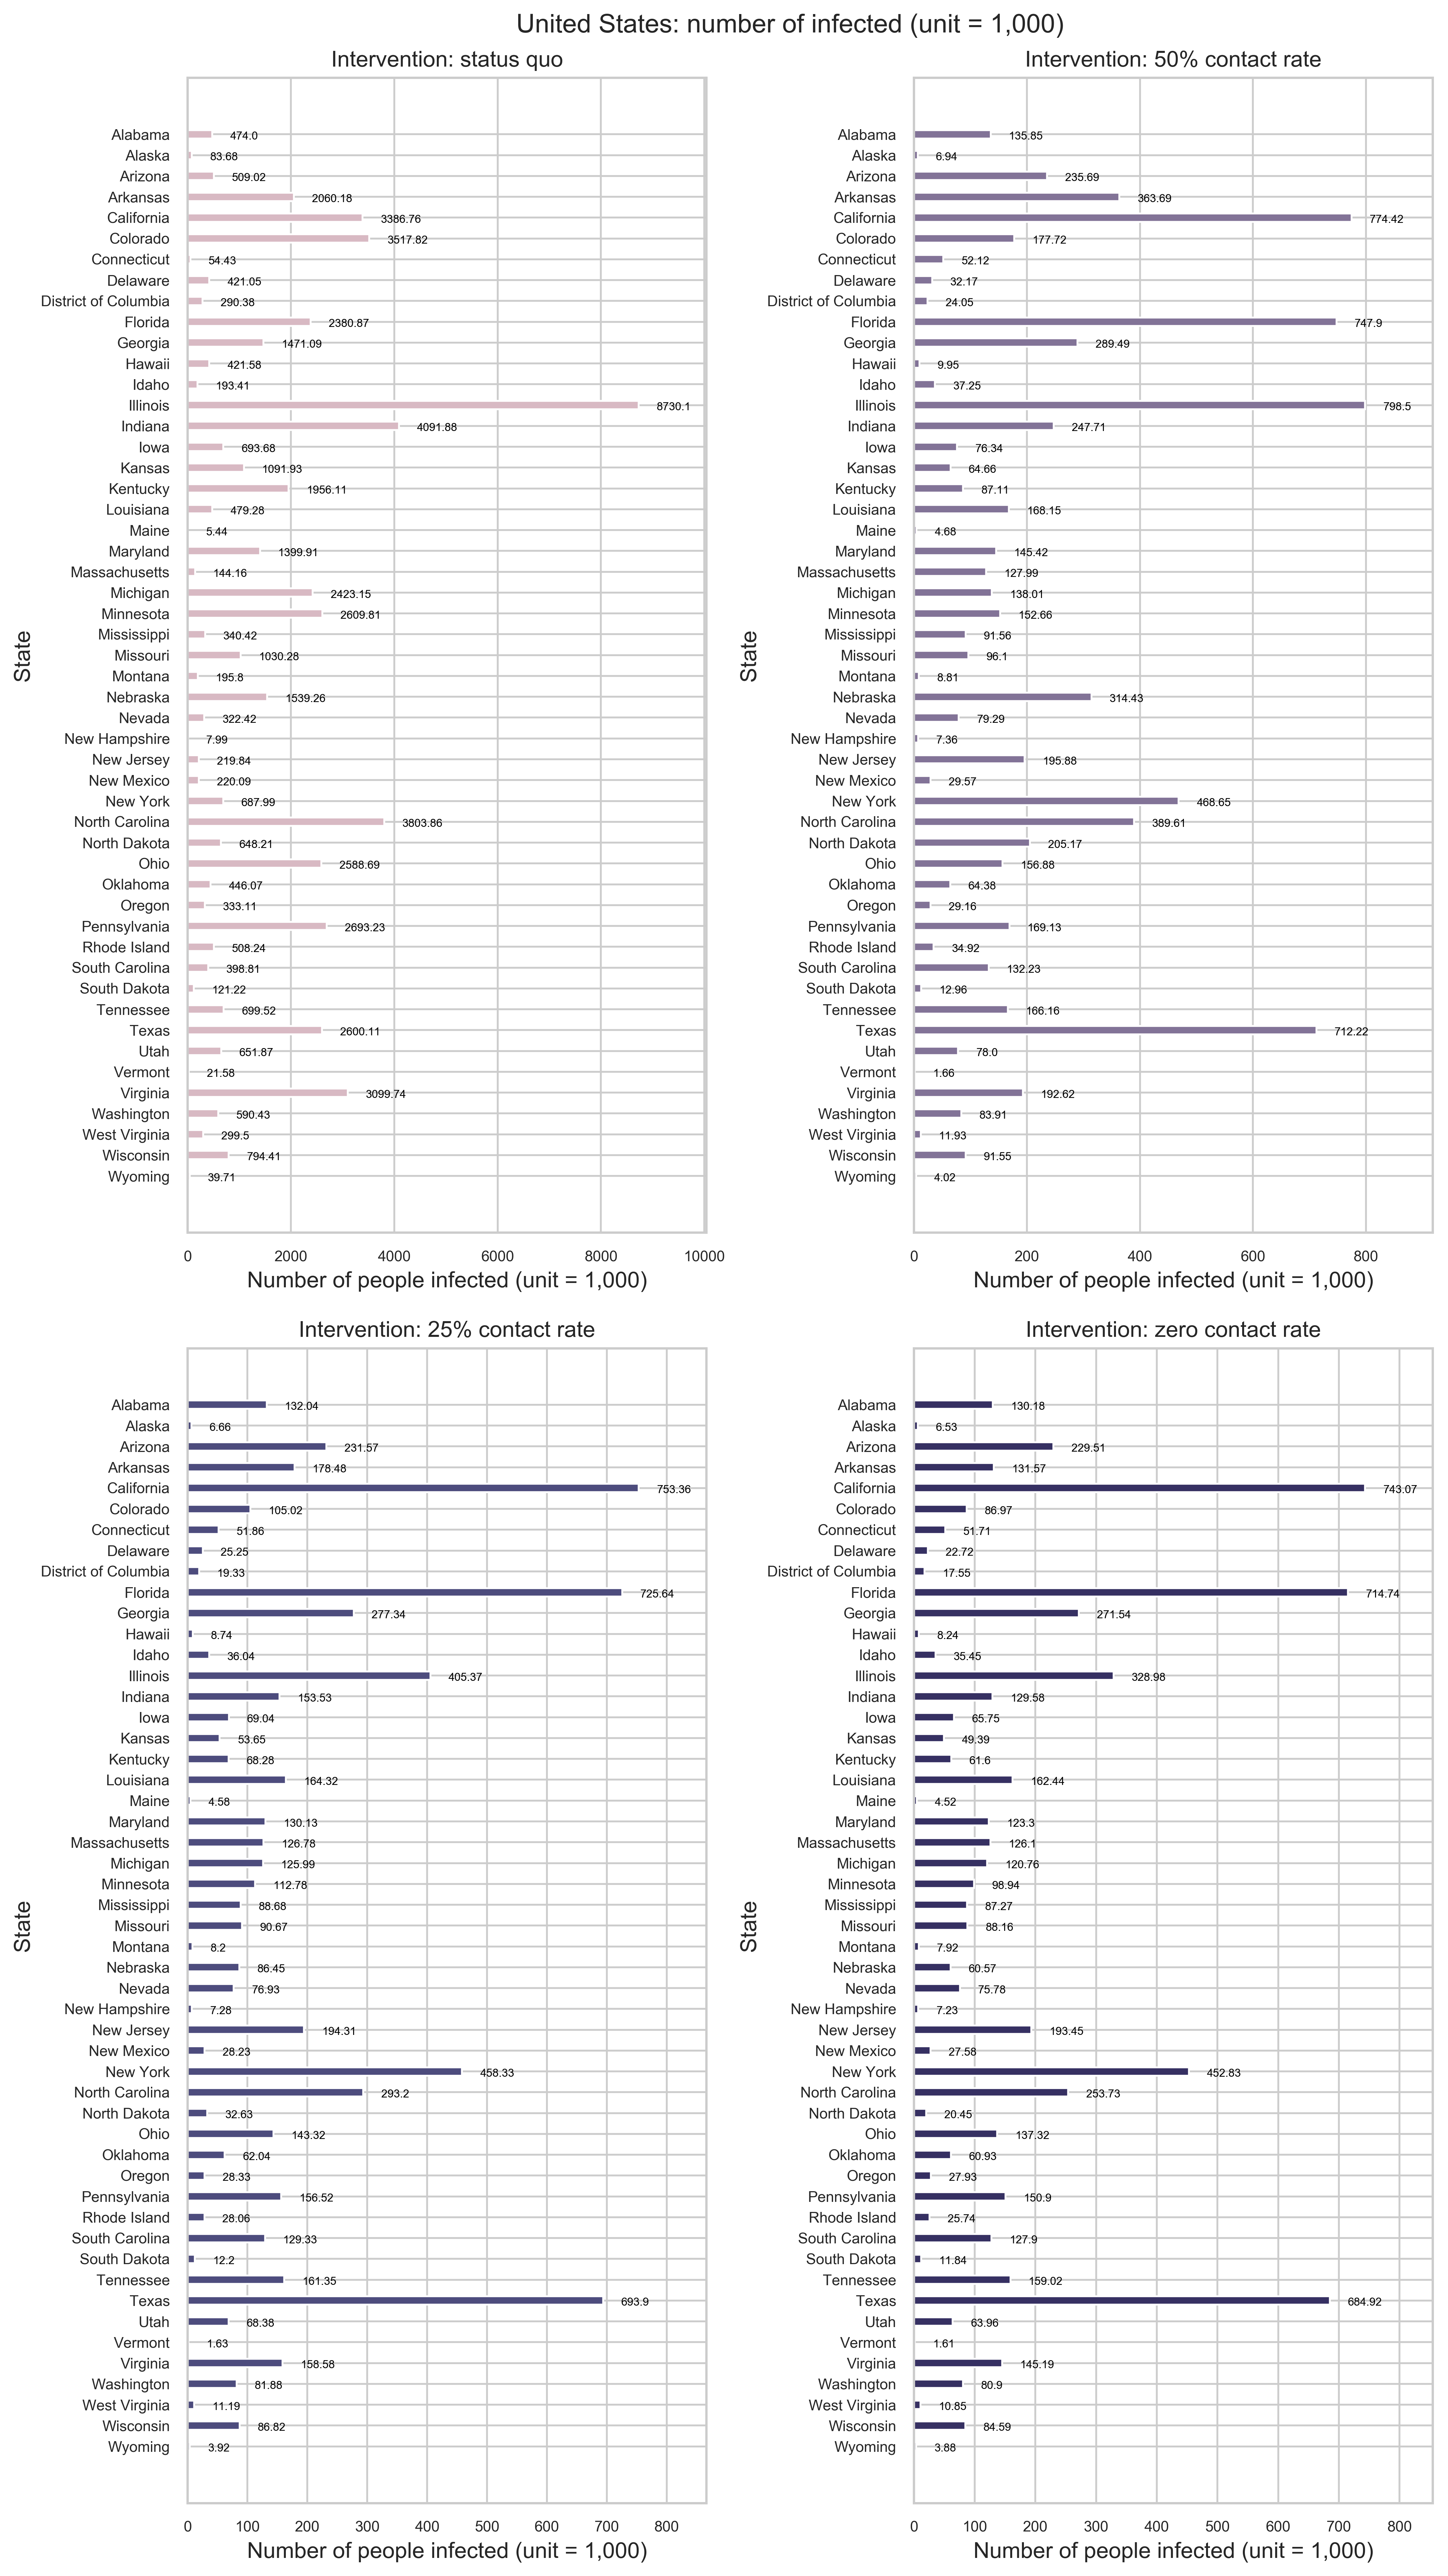 United States: number of infected (unit = 1,000)
Intervention: status quo
Alabama 474.0
Alaska 83.68
Arizona 509.02
Arkansas 2060.18
California 3386.76
Colorado 3517.82
Connecticut 54.43
Delaware 421.05
District of Columbia 290.38
Florida 2380.87
Georgia 1471.09
Hawaii 421.58
Idaho 193.41
Illinois 8730.1
Indiana 4091.88
Iowa 693.68
Kansas 1091.93
Kentucky 1956.11
Louisiana 479.28
Maine 5.44
Maryland 1399.91
Massachusetts 144.16
Michigan 2423.15
Minnesota 2609.81
Mississippi 340.42
Missouri 1030.28
Montana 195.8
Nebraska 1539.26
Nevada 322.42
New Hampshire 7.99
New Jersey 219.84
New Mexico 220.09
New York 687.99
North Carolina 3803.86
North Dakota 648.21
Ohio 2588.69
Oklahoma 446.07
Oregon 333.11
Pennsylvania 2693.23
Rhode Island 508.24
South Carolina 398.81
South Dakota 121.22
Tennessee 699.52
Texas 2600.11
Utah 651.87
Vermont 21.58
Virginia 3099.74
Washington 590.43
West Virginia 299.5
Wisconsin 794.41
Wyoming 39.71
State
0 2000 4000 6000 8000 10000
Number of people infected (unit = 1,000)
Intervention: 50% contact rate
Alabama 135.85
Alaska 6.94
Arizona 235.69
Arkansas 363.69
California 774.42
Colorado 177.72
Connecticut 52.12
Delaware 32.17
District of Columbia 24.05
Florida 747.9
Georgia 289.49
Hawaii 9.95
Idaho 37.25
Illinois 798.5
Indiana 247.71
Iowa 76.34
Kansas 64.66
Kentucky 87.11
Louisiana 168.15
Maine 4.68
Maryland 145.42
Massachusetts 127.99
Michigan 138.01
Minnesota 152.66
Mississippi 91.56
Missouri 96.1
Montana 8.81
Nebraska 314.43
Nevada 79.29
New Hampshire 7.36
New Jersey 195.88
New Mexico 29.57
New York 468.65
North Carolina 389.61
North Dakota 205.17
Ohio 156.88
Oklahoma 64.38
Oregon 29.16
Pennsylvania 169.13
Rhode Island 34.92
South Carolina 132.23
South Dakota 12.96
Tennessee 166.16
Texas 712.22
Utah 78.0
Vermont 1.66
Virginia 192.62
Washington 83.91
West Virginia 11.93
Wisconsin 91.55
Wyoming 4.02
State
0 200 400 600 800
Number of people infected (unit = 1,000)
Intervention: 25% contact rate
Alabama 132.04
Alaska 6.66
Arizona 231.57
Arkansas 178.48
California 753.36
Colorado 105.02
Connecticut 51.86
Delaware 25.25
District of Columbia 19.33
Florida 725.64
Georgia 277.34
Hawaii 8.74
Idaho 36.04
Illinois 405.37
Indiana 153.53
Iowa 69.04
Kansas 53.65
Kentucky 68.28
Louisiana 164.32
Maine 4.58
Maryland 130.13
Massachusetts 126.78
Michigan 125.99
Minnesota 112.78
Mississippi 88.68
Missouri 90.67
Montana 8.2
Nebraska 86.45
Nevada 76.93
New Hampshire 7.28
New Jersey 194.31
New Mexico 28.23
New York 458.33
North Carolina 293.2
North Dakota 32.63
Ohio 143.32
Oklahoma 62.04
Oregon 28.33
Pennsylvania 156.52
Rhode Island 28.06
South Carolina 129.33
South Dakota 12.2
Tennessee 161.35
Texas 693.9
Utah 68.38
Vermont 1.63
Virginia 158.58
Washington 81.88
West Virginia 11.19
Wisconsin 86.82
Wyoming 3.92
State
0 100 200 300 400 500 600 700 800
Number of people infected (unit = 1,000)
Intervention: zero contact rate
Alabama 130.18
Alaska 6.53
Arizona 229.51
Arkansas 131.57
California 743.07
Colorado 86.97
Connecticut 51.71
Delaware 22.72
District of Columbia 17.55
Florida 714.74
Georgia 271.54
Hawaii 8.24
Idaho 35.45
Illinois 328.98
Indiana 129.58
Iowa 65.75
Kansas 49.39
Kentucky 61.6
Louisiana 162.44
Maine 4.52
Maryland 123.3
Massachusetts 126.1
Michigan 120.76
Minnesota 98.94
Mississippi 87.27
Missouri 88.16
Montana 7.92
Nebraska 60.57
Nevada 75.78
New Hampshire 7.23
New Jersey 193.45
New Mexico 27.58
New York 452.83
North Carolina 253.73
North Dakota 20.45
Ohio 137.32
Oklahoma 60.93
Oregon 27.93
Pennsylvania 150.9
Rhode Island 25.74
South Carolina 127.9
South Dakota 11.84
Tennessee 159.02
Texas 684.92
Utah 63.96
Vermont 1.61
Virginia 145.19
Washington 80.9
West Virginia 10.85
Wisconsin 84.59
Wyoming 3.88
State
0 100 200 300 400 500 600 700 800
Number of people infected (unit = 1,000)